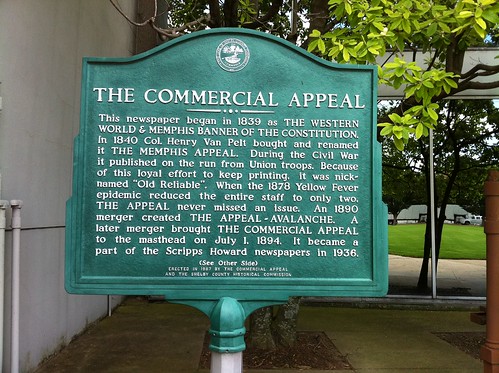 THE COMMERCIAL APPEAL
This newspaper began in 1839 as THE WESTERN
WORLD & MEMPHIS BANNER OF THE CONSTITUTION.
In 1840 Col. Henry Van Pelt bought and renamed
it THE MEMPHIS APPEAL. During the Civil War
it published on the run from Union troops. Because
of this loyal effort to keep printing, it was nick-
named "Old Reliable". When the 1878 Yellow Fever
epidemic reduced the entire staff to only two,
THE APPEAL never missed an issue. An 1890
merger created THE APPEAL-AVALANCHE. A
later merger brought THE COMMERCIAL APPEAL
to the masthead on July 1, 1894. It became a
part of the Scripps Howard newspapers in 1936.
(See Other Side)
ERECTED IN 1987 BY THE COMMERCIAL APPEAL
AND THE SHELBY COUNTY HISTORICAL COMMISSION